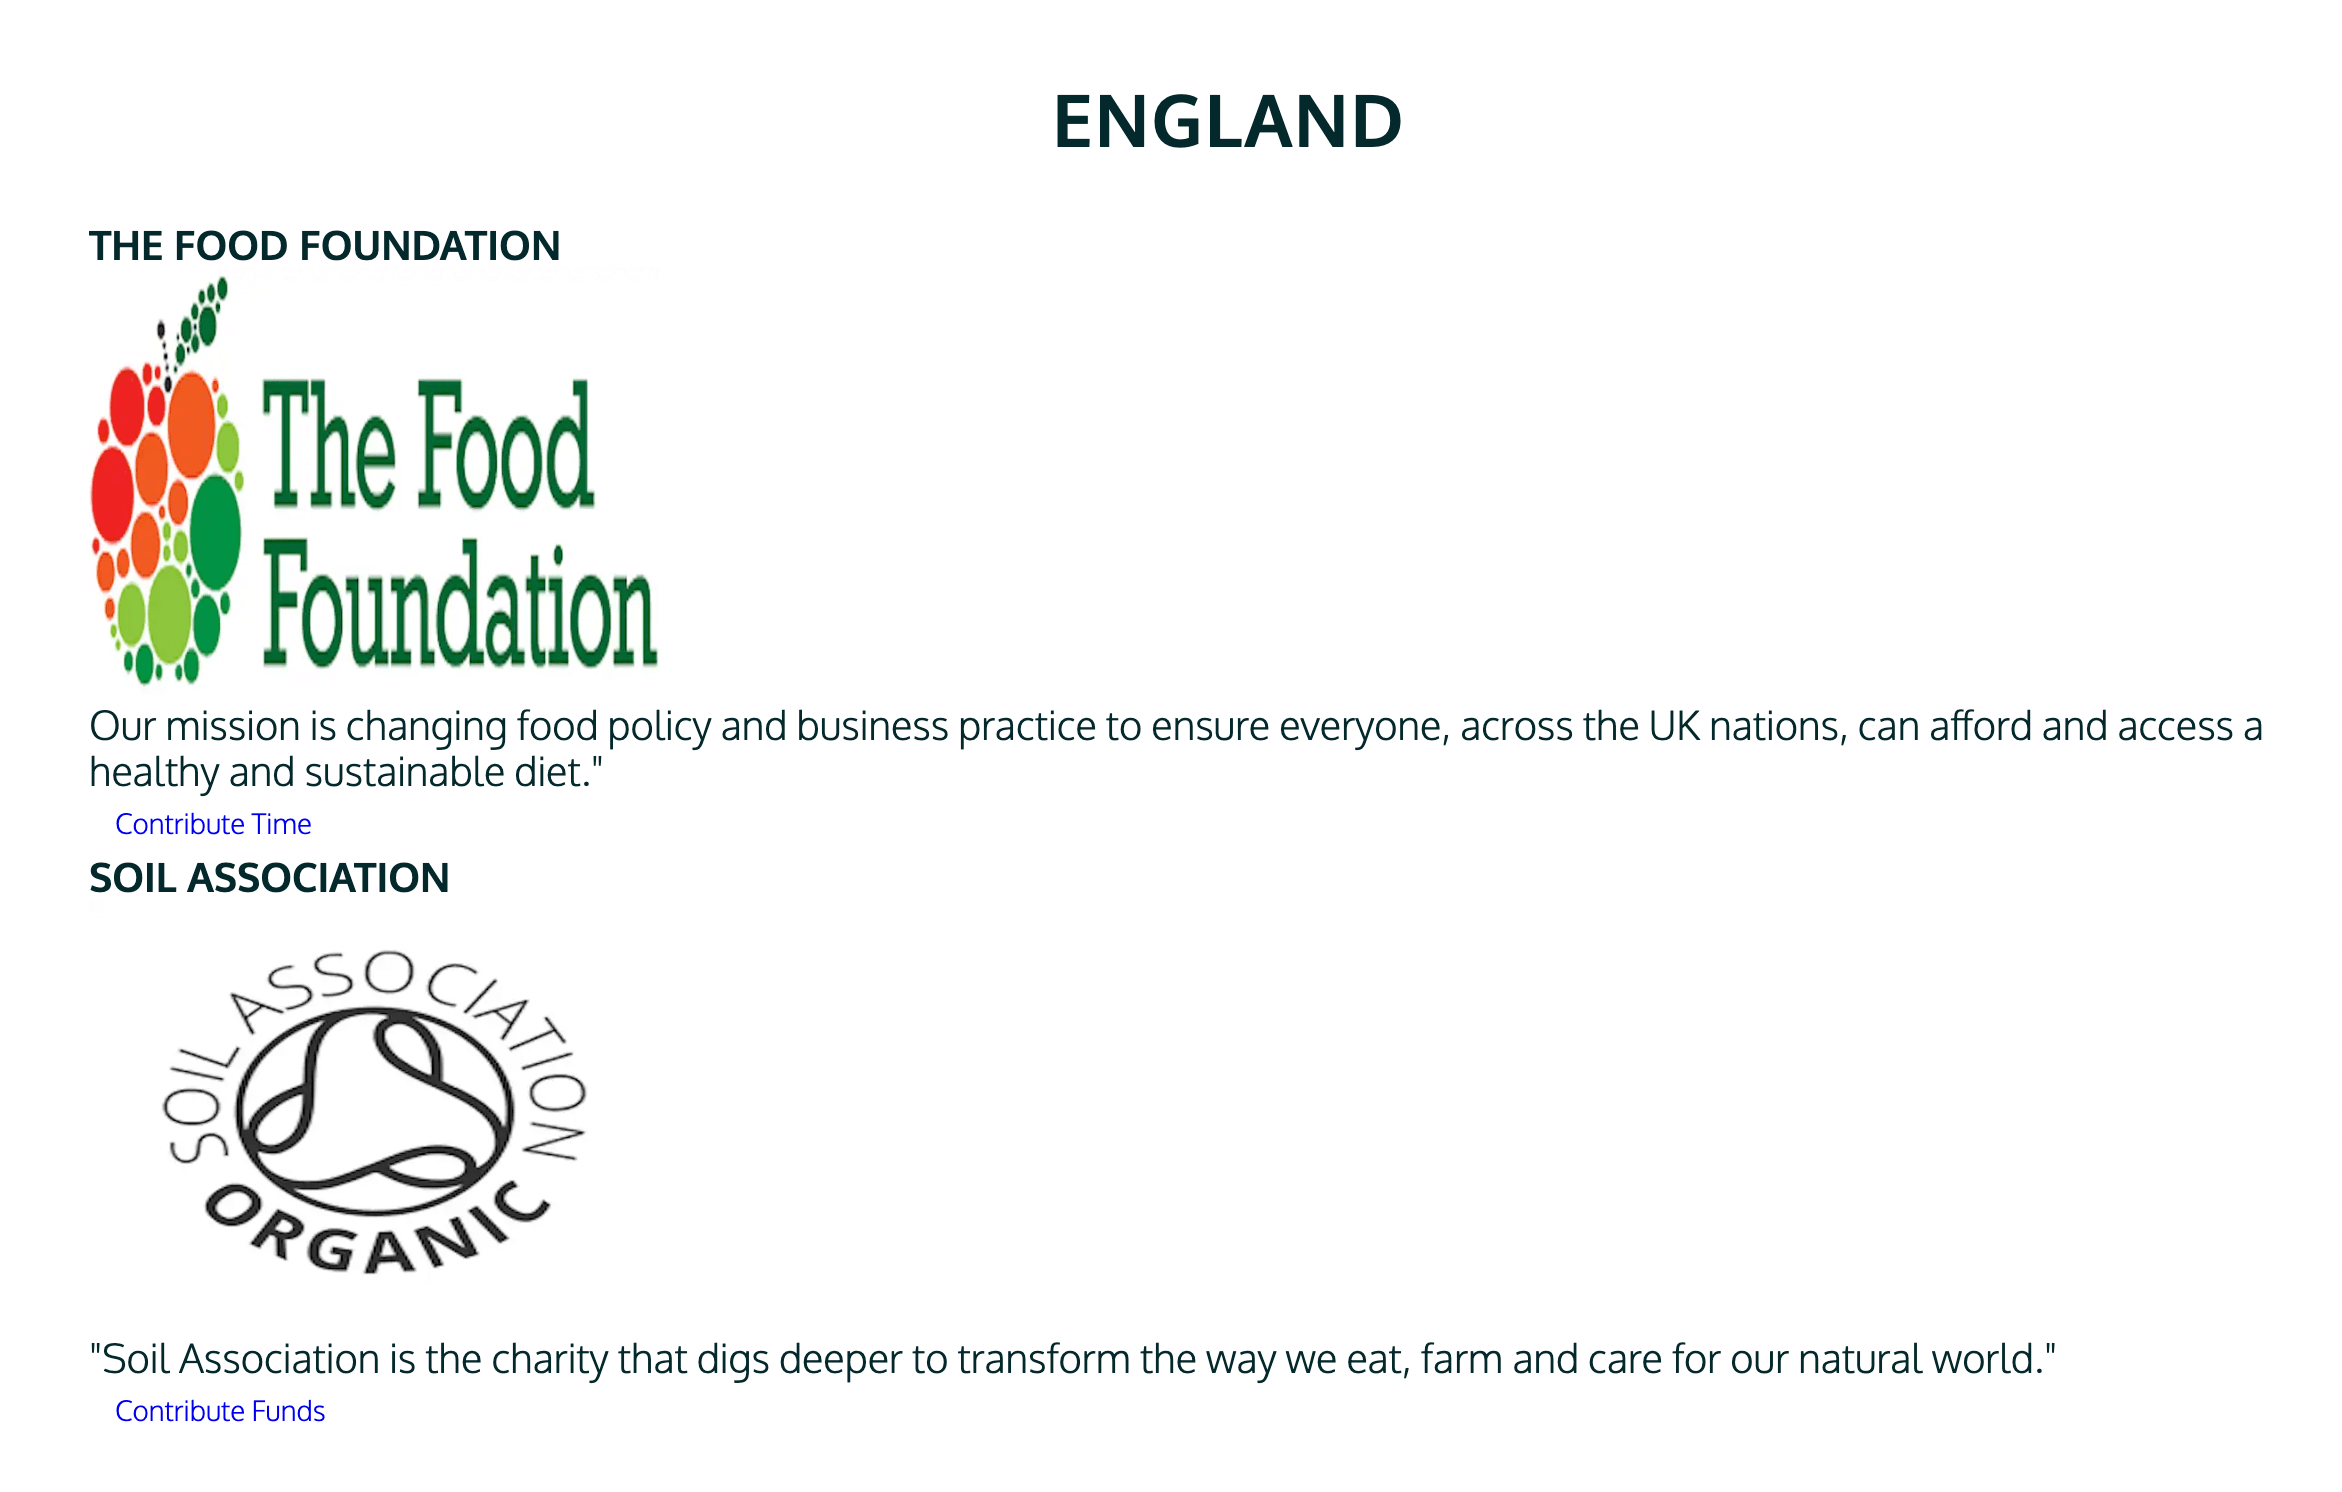 ENGLAND
THE FOOD FOUNDATION
The Food
Foundation
Our mission is changing food policy and business practice to ensure everyone, across the UK nations, can afford and access a
healthy and sustainable diet."
Contribute Time
SOIL ASSOCIATION
SOIL ASSOCIATION
ORGANIC
"Soil Association is the charity that digs deeper to transform the way we eat, farm and care for our natural world."
Contribute Funds